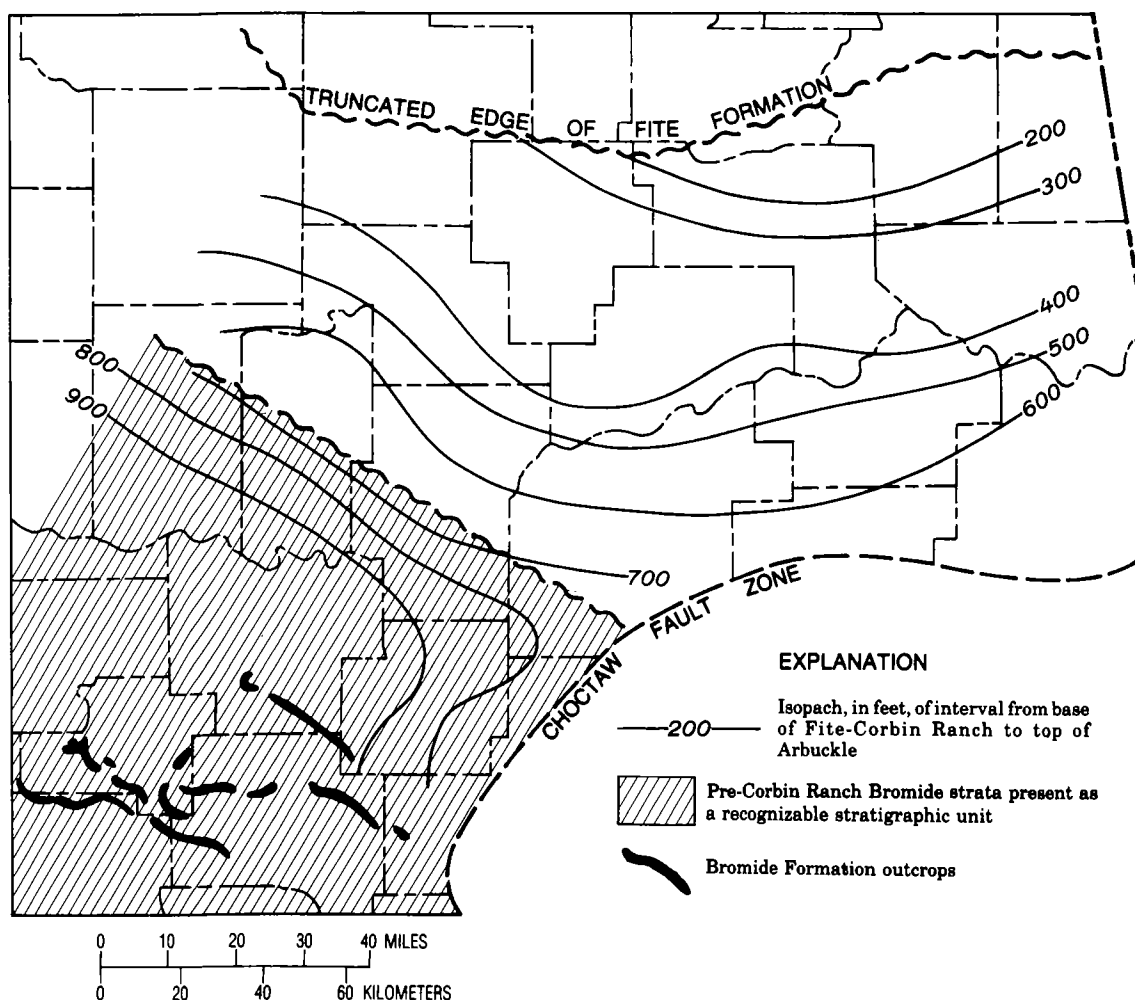 TRUNCATED EDGE OF FITE FORMATION
200
300
400
500
600
800
900
700
CHOCTAW FAULT ZONE
EXPLANATION
200
Isopach, in feet, of interval from base
of Fite-Corbin Ranch to top of
Arbuckle
Pre-Corbin Ranch Bromide strata present as
a recognizable stratigraphic unit
Bromide Formation outcrops
0 10 20 30 40 MILES
0 20 40 60 KILOMETERS